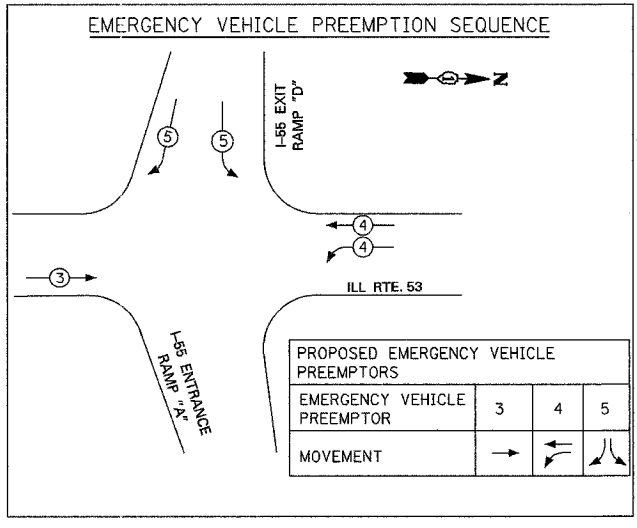 EMERGENCY VEHICLE PREEMPTION SEQUENCE
1 N
I-55 EXIT
RAMP "D"
5 5
4
4
3
ILL RTE. 53
I-55 ENTRANCE
RAMP "A"
PROPOSED EMERGENCY VEHICLE
PREEMPTORS
EMERGENCY VEHICLE
PREEMPTOR
3 4 5
MOVEMENT